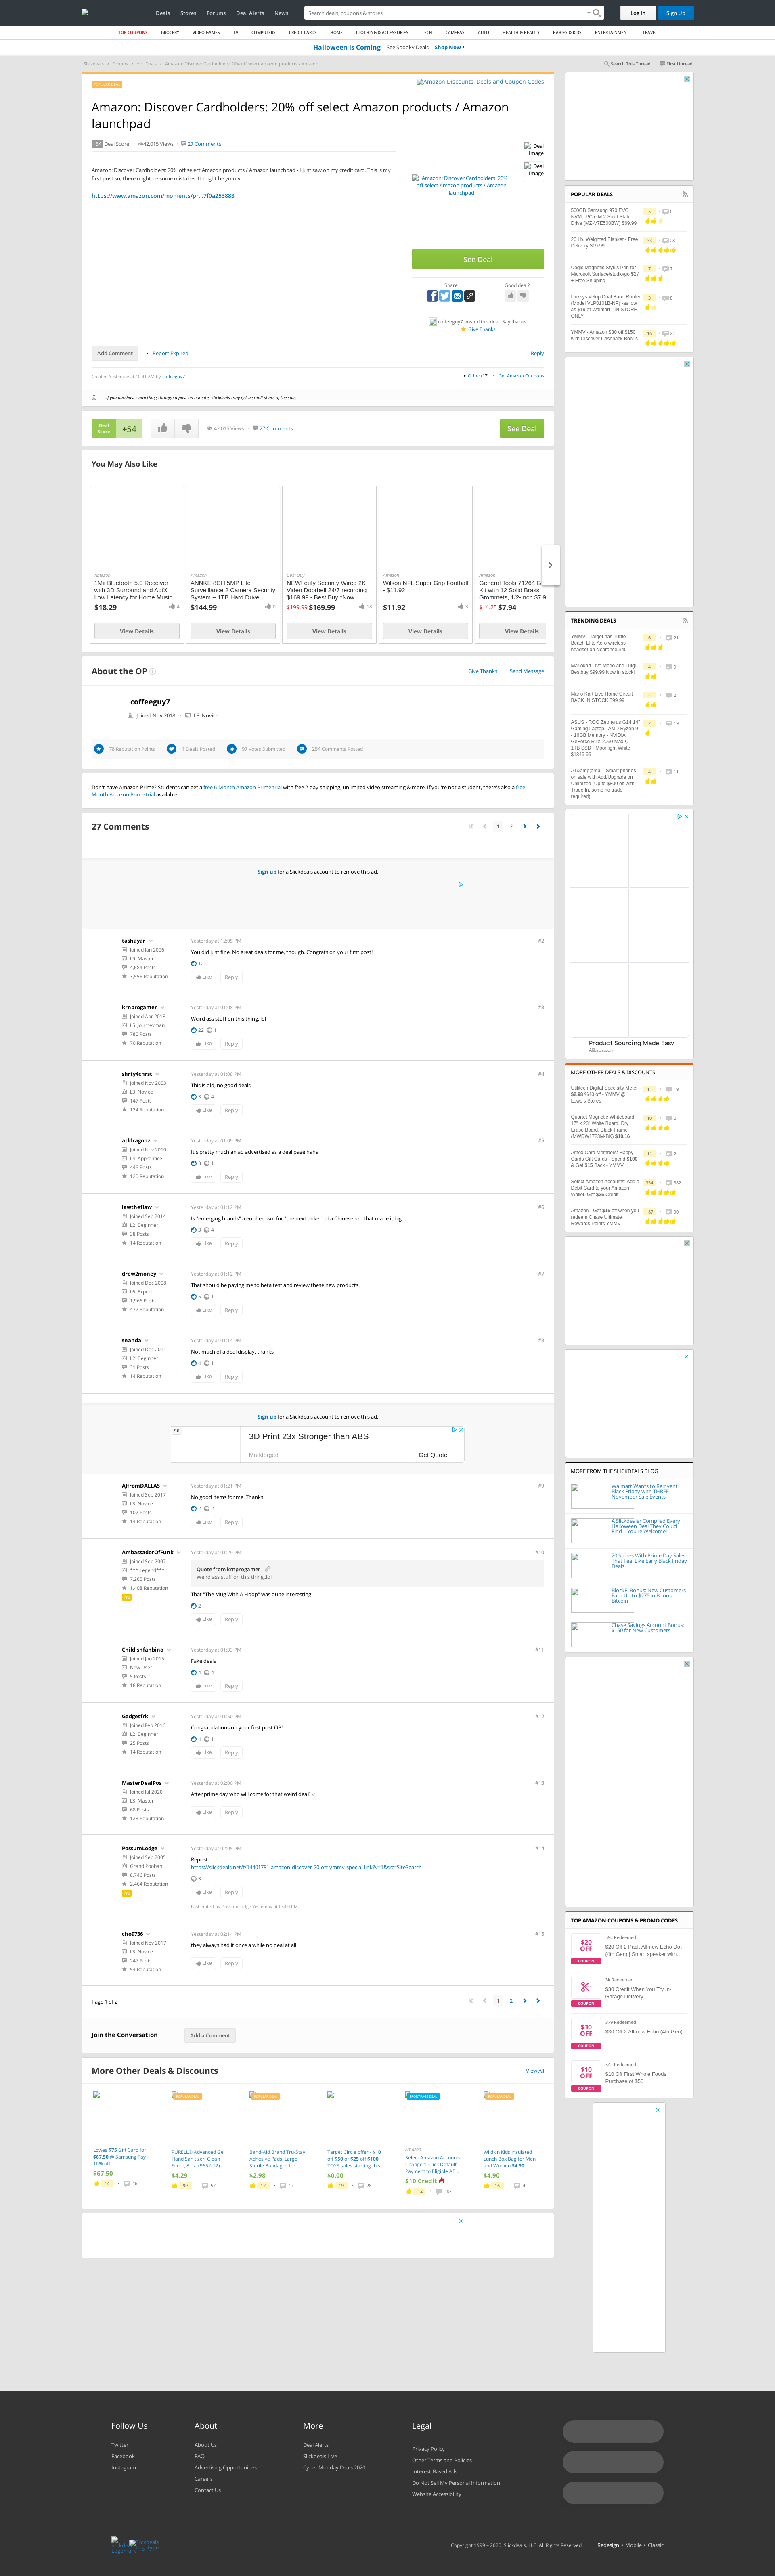 Deals
Stores
Forums
Deal Alerts
News
Search deals, coupons & stores
Log In
Sign Up
TOP COUPONS
GROCERY
VIDEO GAMES
TV
COMPUTERS
CREDIT CARDS
HOME
CLOTHING & ACCESSORIES
TECH
CAMERAS
AUTO
HEALTH & BEAUTY
BABIES & KIDS
ENTERTAINMENT
TRAVEL
Halloween is Coming See Spooky Deals Shop Now ›
Slickdeals › Forums › Hot Deals › Amazon: Discover Cardholders: 20% off select Amazon products / Amazon ...
Search This Thread
First Unread
POPULAR DEAL
Amazon Discounts, Deals and Coupon Codes
Amazon: Discover Cardholders: 20% off select Amazon products / Amazon launchpad
+54 Deal Score
42,015 Views
27 Comments
Amazon: Discover Cardholders: 20% off select Amazon products / Amazon launchpad - I just saw on my credit card. This is my first post so, there might be some mistakes. It might be ymmv
https://www.amazon.com/moments/pr...7f0a253883
Amazon: Discover Cardholders: 20% off select Amazon products / Amazon launchpad
Deal Image
Deal Image
See Deal
Share
Good deal?
coffeeguy7 posted this deal. Say thanks!
Give Thanks
Add Comment
Report Expired
Reply
Created Yesterday at 10:41 AM by coffeeguy7
in Other (17)
Get Amazon Coupons
If you purchase something through a post on our site, Slickdeals may get a small share of the sale.
Deal Score +54
42,015 Views
27 Comments
See Deal
You May Also Like
Amazon
1Mii Bluetooth 5.0 Receiver with 3D Surround and aptX Low Latency for Home Music...
$18.29
4
View Details
Amazon
ANNKE 8CH 5MP Lite Surveillance 2 Camera Security System + 1TB Hard Drive...
$144.99
0
View Details
Best Buy
NEW! eufy Security Wired 2K Video Doorbell 24/7 recording $169.99 - Best Buy *Now...
$199.99 $169.99
18
View Details
Amazon
Wilson NFL Super Grip Football - $11.92
$11.92
3
View Details
Amazon
General Tools 71264 G
Kit with 12 Solid Brass
Grommets, 1/2-Inch $7.9
$14.25 $7.94
View Details
About the OP
Give Thanks
Send Message
coffeeguy7
Joined Nov 2018
L3: Novice
78 Reputation Points
1 Deals Posted
97 Votes Submitted
254 Comments Posted
Don't have Amazon Prime? Students can get a free 6-Month Amazon Prime trial with free 2-day shipping, unlimited video streaming & more. If you're not a student, there's also a free 1-Month Amazon Prime trial available.
27 Comments
1
2
Sign up for a Slickdeals account to remove this ad.
tashayar
Joined Jan 2006
L9: Master
4,684 Posts
3,556 Reputation
Yesterday at 12:05 PM
#2
You did just fine. No great deals for me, though. Congrats on your first post!
12
Like
Reply
krnprogamer
Joined Apr 2018
L5: Journeyman
780 Posts
70 Reputation
Yesterday at 01:08 PM
#3
Weird ass stuff on this thing..lol
22
1
Like
Reply
shrty4chrst
Joined Nov 2003
L3: Novice
147 Posts
124 Reputation
Yesterday at 01:08 PM
#4
This is old, no good deals
3
4
Like
Reply
atldragonz
Joined Nov 2010
L4: Apprentice
448 Posts
120 Reputation
Yesterday at 01:09 PM
#5
It's pretty much an ad advertised as a deal page haha
3
1
Like
Reply
lawtheflaw
Joined Sep 2014
L2: Beginner
38 Posts
14 Reputation
Yesterday at 01:12 PM
#6
Is "emerging brands" a euphemism for "the next anker" aka Chineseium that made it big
3
4
Like
Reply
drew2money
Joined Dec 2008
L6: Expert
1,966 Posts
472 Reputation
Yesterday at 01:12 PM
#7
That should be paying me to beta test and review these new products.
5
1
Like
Reply
snanda
Joined Dec 2011
L2: Beginner
31 Posts
14 Reputation
Yesterday at 01:14 PM
#8
Not much of a deal display. thanks
4
1
Like
Reply
Sign up for a Slickdeals account to remove this ad.
Ad
3D Print 23x Stronger than ABS
Markforged
Get Quote
AJfromDALLAS
Joined Sep 2017
L3: Novice
107 Posts
14 Reputation
Yesterday at 01:21 PM
#9
No good items for me. Thanks.
2
2
Like
Reply
AmbassadorOfFunk
Joined Sep 2007
*** Legend***
7,265 Posts
1,408 Reputation
Pro
Yesterday at 01:29 PM
#10
Quote from krnprogamer
Weird ass stuff on this thing..lol
That "The Mug With A Hoop" was quite interesting.
2
Like
Reply
Childishfanbino
Joined Jan 2015
New User
5 Posts
18 Reputation
Yesterday at 01:33 PM
#11
Fake deals
4
4
Like
Reply
Gadgetfrk
Joined Feb 2016
L2: Beginner
25 Posts
14 Reputation
Yesterday at 01:50 PM
#12
Congratulations on your first post OP!
4
1
Like
Reply
MasterDealPos
Joined Jul 2020
L3: Master
68 Posts
123 Reputation
Yesterday at 02:00 PM
#13
After prime day who will come for that weird deal! ♂
Like
Reply
PossumLodge
Joined Sep 2005
Grand Poobah
8,746 Posts
2,464 Reputation
Pro
Yesterday at 02:05 PM
#14
Repost:
https://slickdeals.net/f/14401781-amazon-discover-20-off-ymmv-special-link?v=1&src=SiteSearch
3
Like
Reply
Last edited by PossumLodge Yesterday at 05:00 PM.
cho9736
Joined Nov 2017
L3: Novice
247 Posts
54 Reputation
Yesterday at 02:14 PM
#15
they always had it once a while no deal at all
Like
Reply
Page 1 of 2
1
2
Join the Conversation
Add a Comment
More Other Deals & Discounts
View All
Lowes $75 Gift Card for $67.50 @ Samsung Pay - 10% off
$67.50
14
16
POPULAR DEAL
PURELL® Advanced Gel Hand Sanitizer, Clean Scent, 8 oz. (9652-12)...
$4.29
99
57
POPULAR DEAL
Band-Aid Brand Tru-Stay Adhesive Pads, Large Sterile Bandages for...
$2.98
17
17
Target Circle offer - $10 off $50 or $25 off $100 TOYS sales starting this...
$0.00
19
28
FRONTPAGE DEAL
Amazon
Select Amazon Accounts: Change 1-Click Default Payment to Eligible AE...
$10 Credit
112
107
POPULAR DEAL
Wildkin Kids Insulated Lunch Box Bag for Men and Women $4.90
$4.90
16
4
POPULAR DEALS
500GB Samsung 970 EVO NVMe PCIe M.2 Solid State Drive (MZ-V7E500BW) $69.99
5
0
20 Lb. Weighted Blanket - Free Delivery $19.99
33
28
Uogic Magnetic Stylus Pen for Microsoft Surface/studio/go $27 + Free Shipping
7
7
Linksys Velop Dual Band Router (Model VLP0101B-NP) -as low as $19 at Walmart - IN STORE ONLY
3
8
YMMV - Amazon $30 off $150 with Discover Cashback Bonus
16
22
TRENDING DEALS
YMMV - Target has Turtle Beach Elite Aero wireless headset on clearance $45
6
21
Mariokart Live Mario and Luigi Bestbuy $99.99 Now in stock!
4
9
Mario Kart Live Home Circuit BACK IN STOCK $99.99
4
2
ASUS - ROG Zephyrus G14 14" Gaming Laptop - AMD Ryzen 9 - 16GB Memory - NVIDIA GeForce RTX 2060 Max-Q - 1TB SSD - Moonlight White $1349.99
2
19
AT&amp;amp;T Smart phones on sale with Add/Upgrade on Unlimited (Up to $800 off with Trade In, some no trade required)
4
11
Product Sourcing Made Easy
Alibaba.com
MORE OTHER DEALS & DISCOUNTS
Utilitech Digital Specialty Meter - $2.98 %40 off - YMMV @ Lowe's Stores
11
19
Quartet Magnetic Whiteboard, 17" x 23" White Board, Dry Erase Board, Black Frame (MWDW1723M-BK) $10.16
10
0
Amex Card Members: Happy Cards Gift Cards - Spend $100 & Get $15 Back - YMMV
11
2
Select Amazon Accounts: Add a Debit Card to your Amazon Wallet, Get $25 Credit
334
382
Amazon - Get $15 off when you redeem Chase Ultimate Rewards Points YMMV
187
90
MORE FROM THE SLICKDEALS BLOG
Walmart Wants to Reinvent Black Friday with THREE November Sale Events
A Slickdealer Compiled Every Halloween Deal They Could Find – You're Welcome!
20 Stores With Prime Day Sales That Feel Like Early Black Friday Deals
BlockFi Bonus: New Customers Earn Up to $275 in Bonus Bitcoin
Chase Savings Account Bonus: $150 for New Customers
TOP AMAZON COUPONS & PROMO CODES
$20 OFF
COUPON
594 Redeemed
$20 Off 2 Pack All-new Echo Dot (4th Gen) | Smart speaker with...
COUPON
3k Redeemed
$30 Credit When You Try In-Garage Delivery
$30 OFF
COUPON
379 Redeemed
$30 Off 2 All-new Echo (4th Gen)
$10 OFF
COUPON
54k Redeemed
$10 Off First Whole Foods Purchase of $50+
Follow Us
Twitter
Facebook
Instagram
About
About Us
FAQ
Advertising Opportunities
Careers
Contact Us
More
Deal Alerts
Slickdeals Live
Cyber Monday Deals 2020
Legal
Privacy Policy
Other Terms and Policies
Interest-Based Ads
Do Not Sell My Personal Information
Website Accessibility
Copyright 1999 – 2020. Slickdeals, LLC. All Rights Reserved.
Redesign • Mobile • Classic